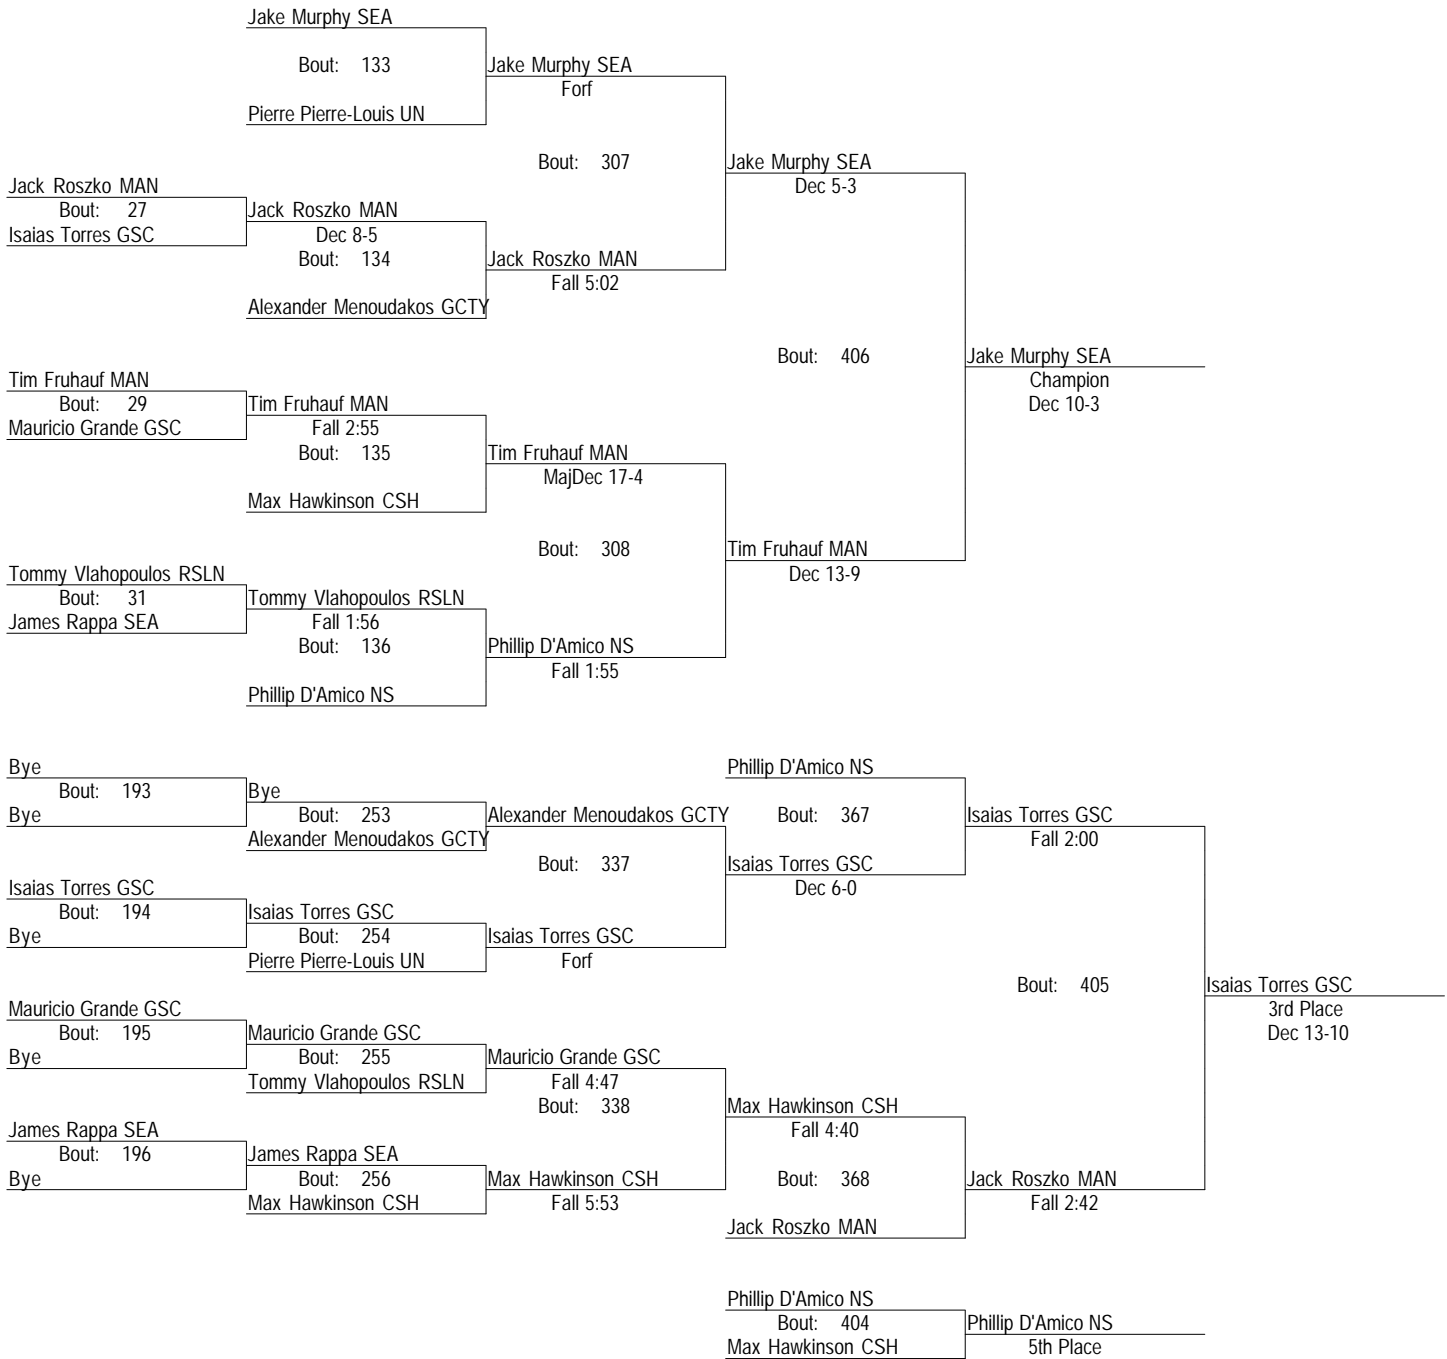 Jake Murphy SEA
Bout: 133
Jake Murphy SEA
Forf
Pierre Pierre-Louis UN
Bout: 307
Jake Murphy SEA
Dec 5-3
Jack Roszko MAN
Bout: 27
Jack Roszko MAN
Isaias Torres GSC
Dec 8-5
Bout: 134
Jack Roszko MAN
Fall 5:02
Alexander Menoudakos GCTY
Bout: 406
Jake Murphy SEA
Champion
Dec 10-3
Tim Fruhauf MAN
Bout: 29
Tim Fruhauf MAN
Mauricio Grande GSC
Fall 2:55
Bout: 135
Tim Fruhauf MAN
MajDec 17-4
Max Hawkinson CSH
Bout: 308
Tim Fruhauf MAN
Dec 13-9
Tommy Vlahopoulos RSLN
Bout: 31
Tommy Vlahopoulos RSLN
James Rappa SEA
Fall 1:56
Bout: 136
Phillip D'Amico NS
Fall 1:55
Phillip D'Amico NS
Bye
Bout: 193
Bye
Bye
Bout: 253
Alexander Menoudakos GCTY
Alexander Menoudakos GCTY
Phillip D'Amico NS
Bout: 367
Isaias Torres GSC
Fall 2:00
Bout: 337
Isaias Torres GSC
Dec 6-0
Isaias Torres GSC
Bout: 194
Isaias Torres GSC
Bye
Bout: 254
Isaias Torres GSC
Pierre Pierre-Louis UN
Forf
Bout: 405
Isaias Torres GSC
3rd Place
Dec 13-10
Mauricio Grande GSC
Bout: 195
Mauricio Grande GSC
Bye
Bout: 255
Mauricio Grande GSC
Tommy Vlahopoulos RSLN
Fall 4:47
Bout: 338
Max Hawkinson CSH
Fall 4:40
James Rappa SEA
Bout: 196
James Rappa SEA
Bye
Bout: 256
Max Hawkinson CSH
Max Hawkinson CSH
Fall 5:53
Bout: 368
Jack Roszko MAN
Fall 2:42
Jack Roszko MAN
Phillip D'Amico NS
Bout: 404
Phillip D'Amico NS
Max Hawkinson CSH
5th Place